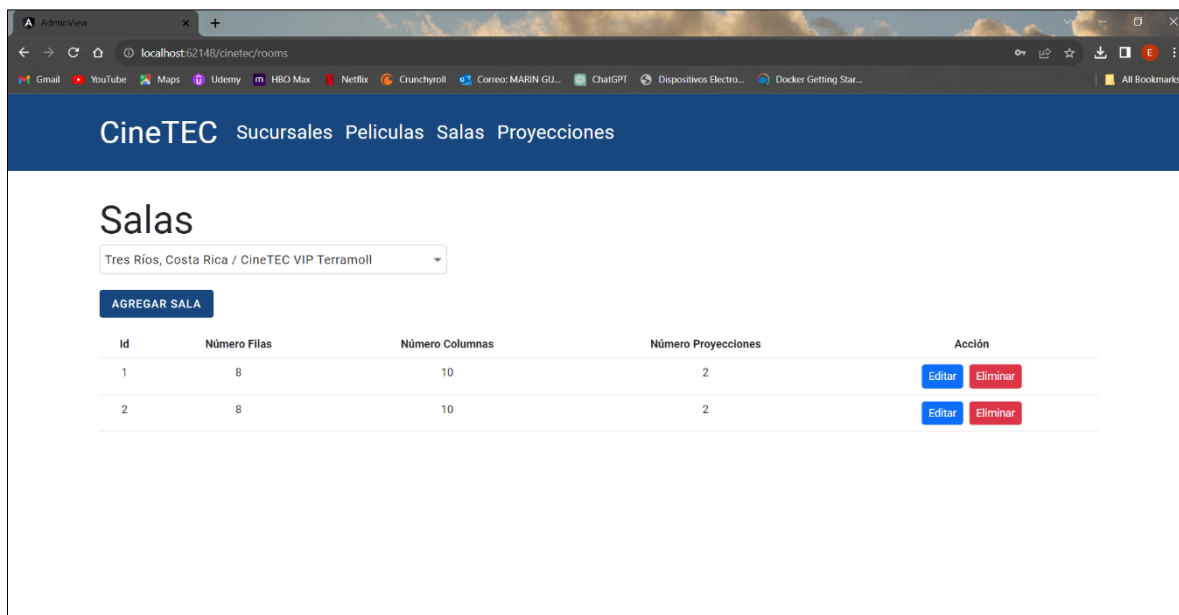 AdminView
localhost:62148/cinetec/rooms
E
Gmail YouTube Maps Udemy HBO Max Netflix Crunchyroll Correo: MARIN GU... ChatGPT Dispositivos Electro... Docker Getting Star... All Bookmarks
CineTEC Sucursales Peliculas Salas Proyecciones
Salas
Tres Ríos, Costa Rica / CineTEC VIP Terramoll
AGREGAR SALA
Id Número Filas Número Columnas Número Proyecciones Acción
1 8 10 2 Editar Eliminar
2 8 10 2 Editar Eliminar